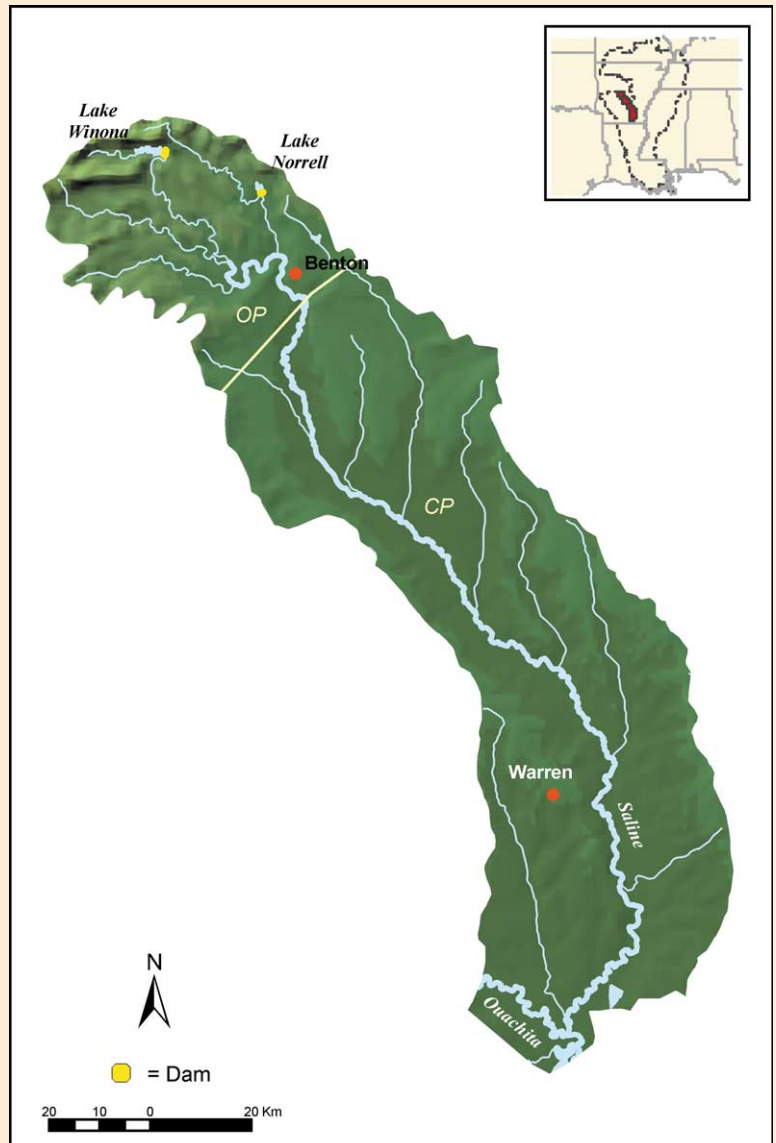 Lake
Winona
Lake
Norrell
Benton
OP
CP
Warren
Saline
Ouachita
N
= Dam
20 10 0 20 Km